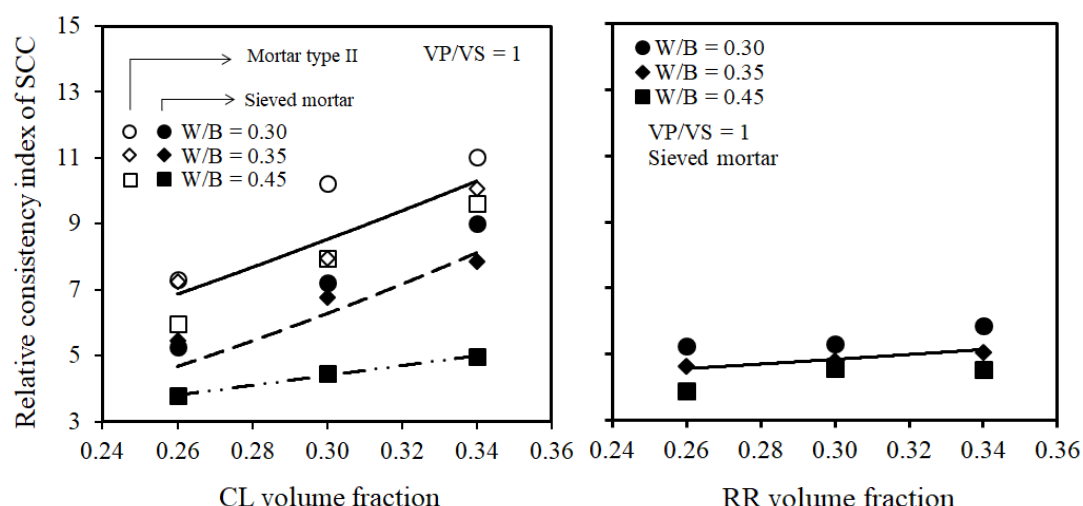 Relative consistency index of SCC
15
13
11
9
7
5
3
Mortar type II
VP/VS = 1
Sieved mortar
W/B = 0.30
W/B = 0.35
W/B = 0.45
0.24 0.26 0.28 0.30 0.32 0.34 0.36
CL volume fraction
W/B = 0.30
W/B = 0.35
W/B = 0.45
VP/VS = 1
Sieved mortar
0.24 0.26 0.28 0.30 0.32 0.34 0.36
RR volume fraction